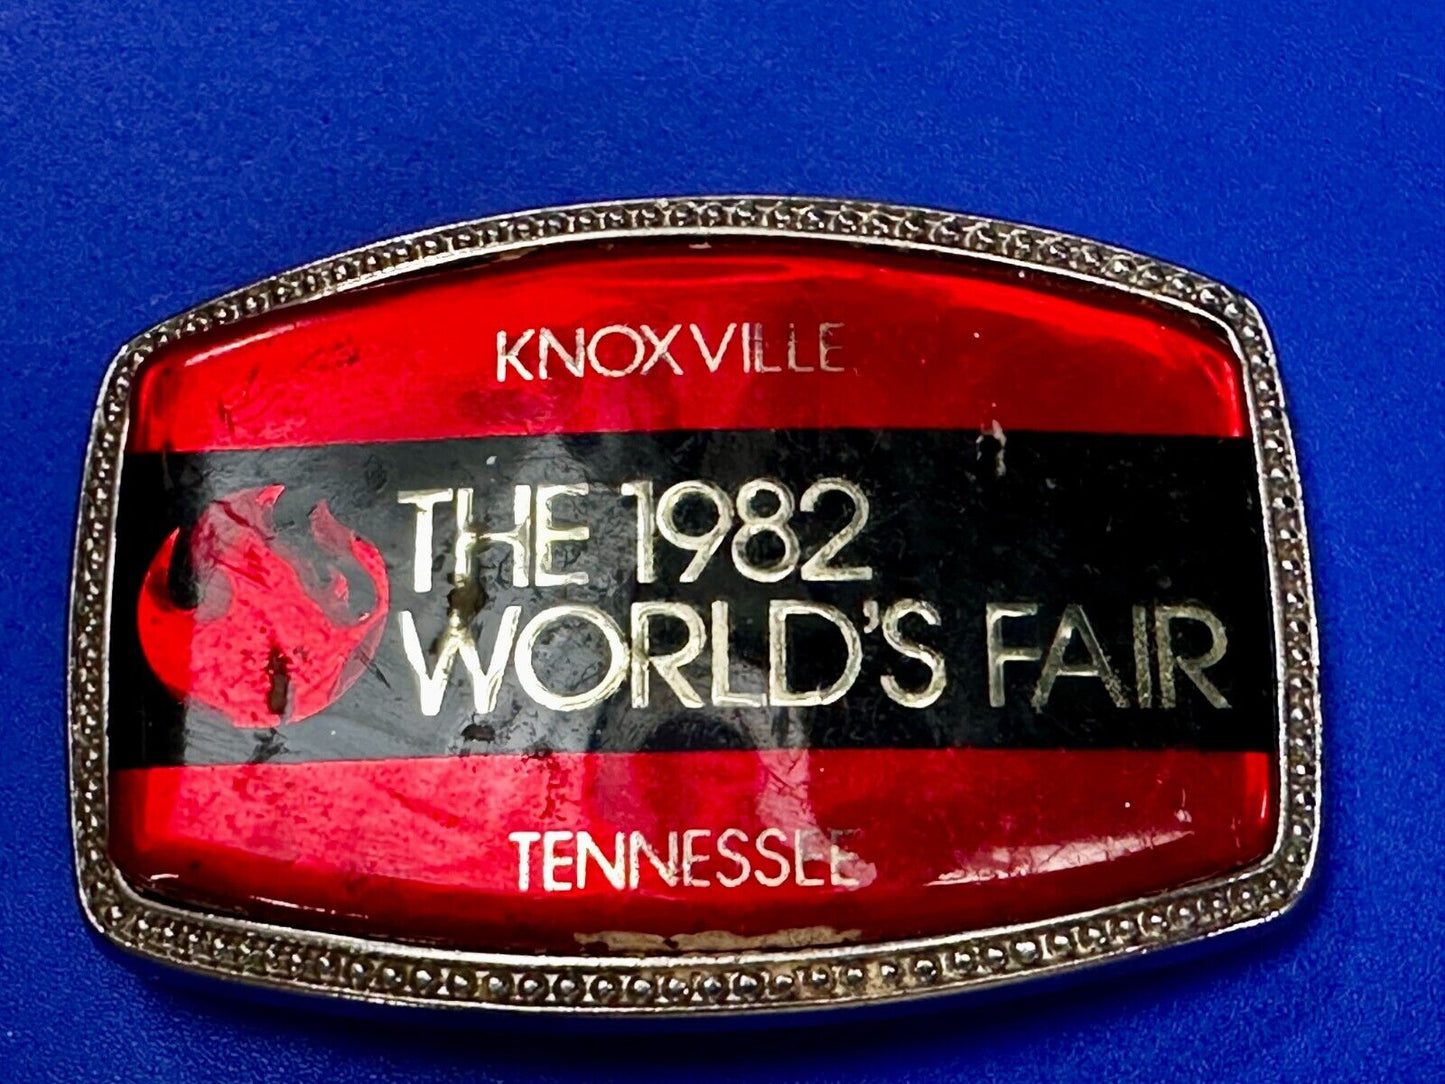 KNOXVILLE
THE 1982
WORLD'S FAIR
TENNESSEE